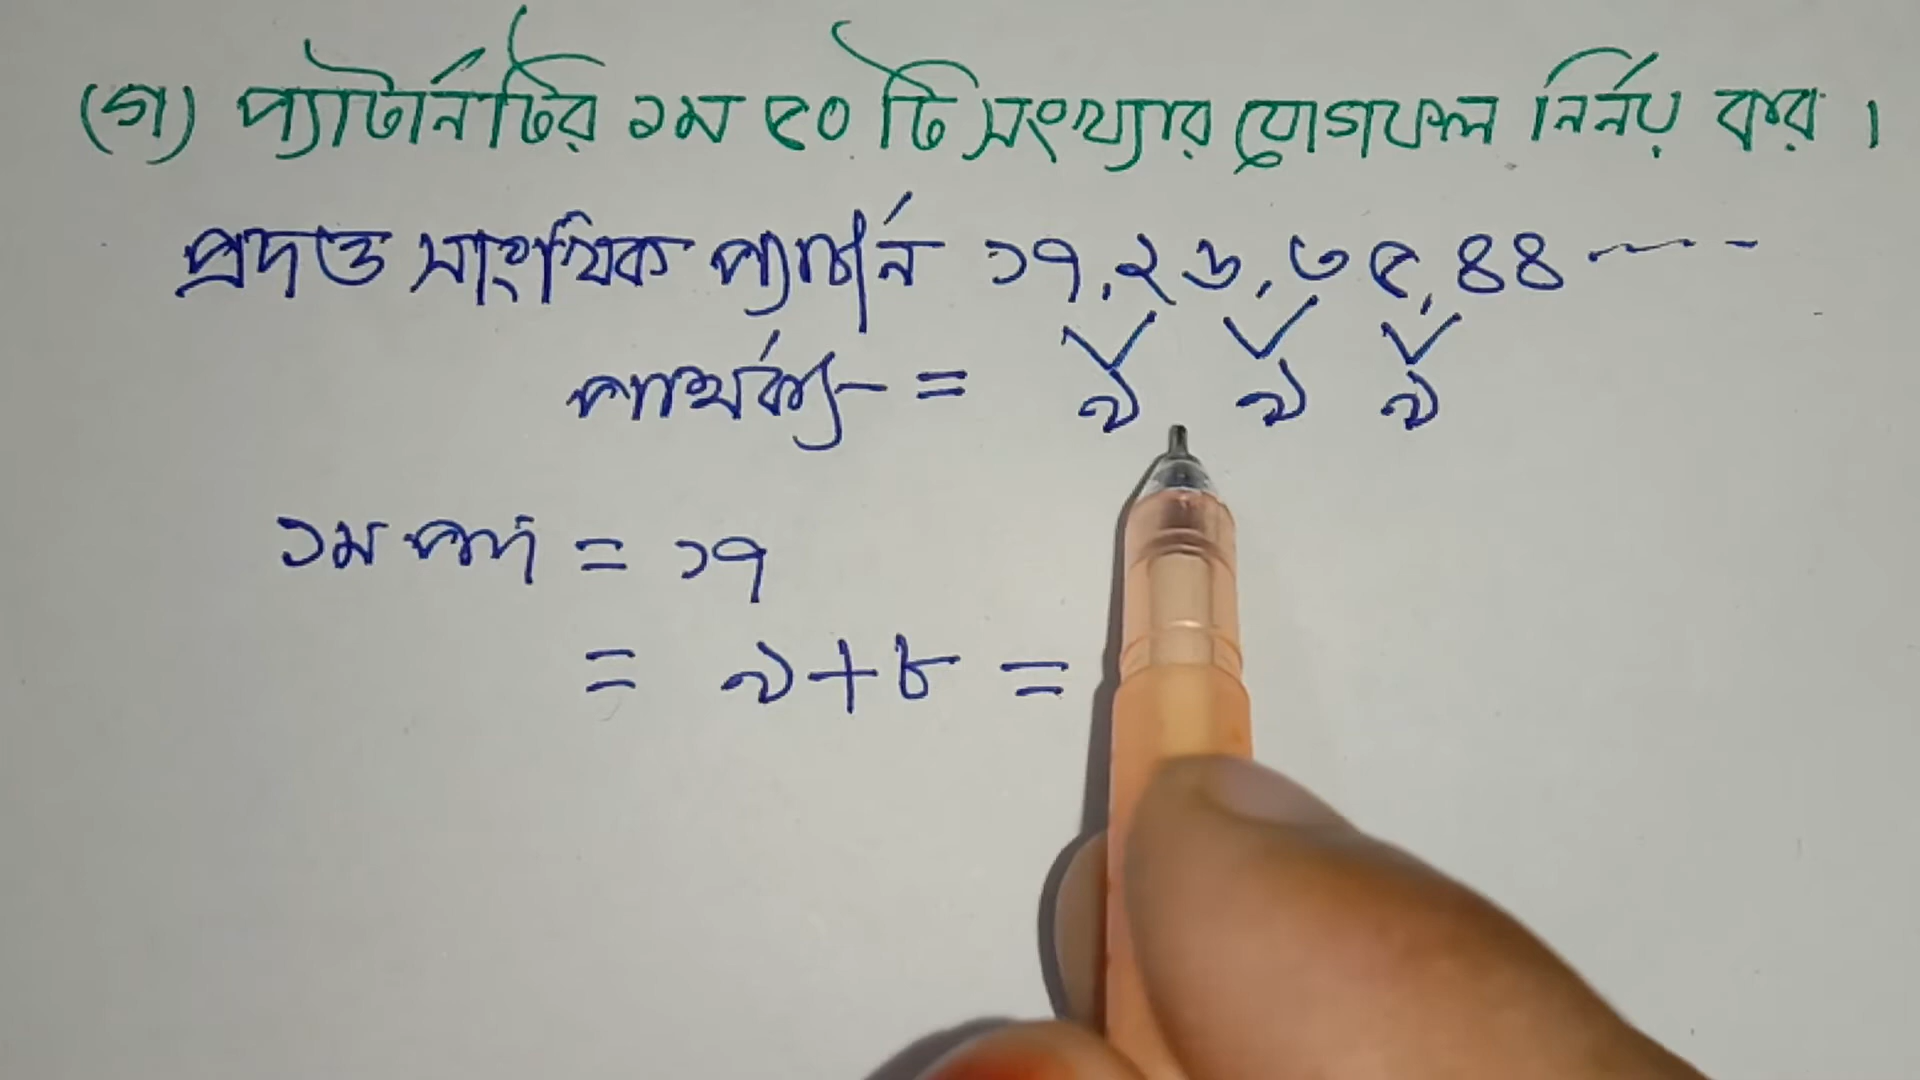 (গ) প্যাটার্নটির ১ম ৫০ টি সংখ্যার যোগফল নির্নয় কর ।
প্রদত্ত সাংখ্যিক প্যাটার্ন ১৭, ২৬, ৩৫, ৪৪ ----
পার্থক্য = ৯ ৯ ৯
১ম পদ = ১৭
= ৯+৮ =